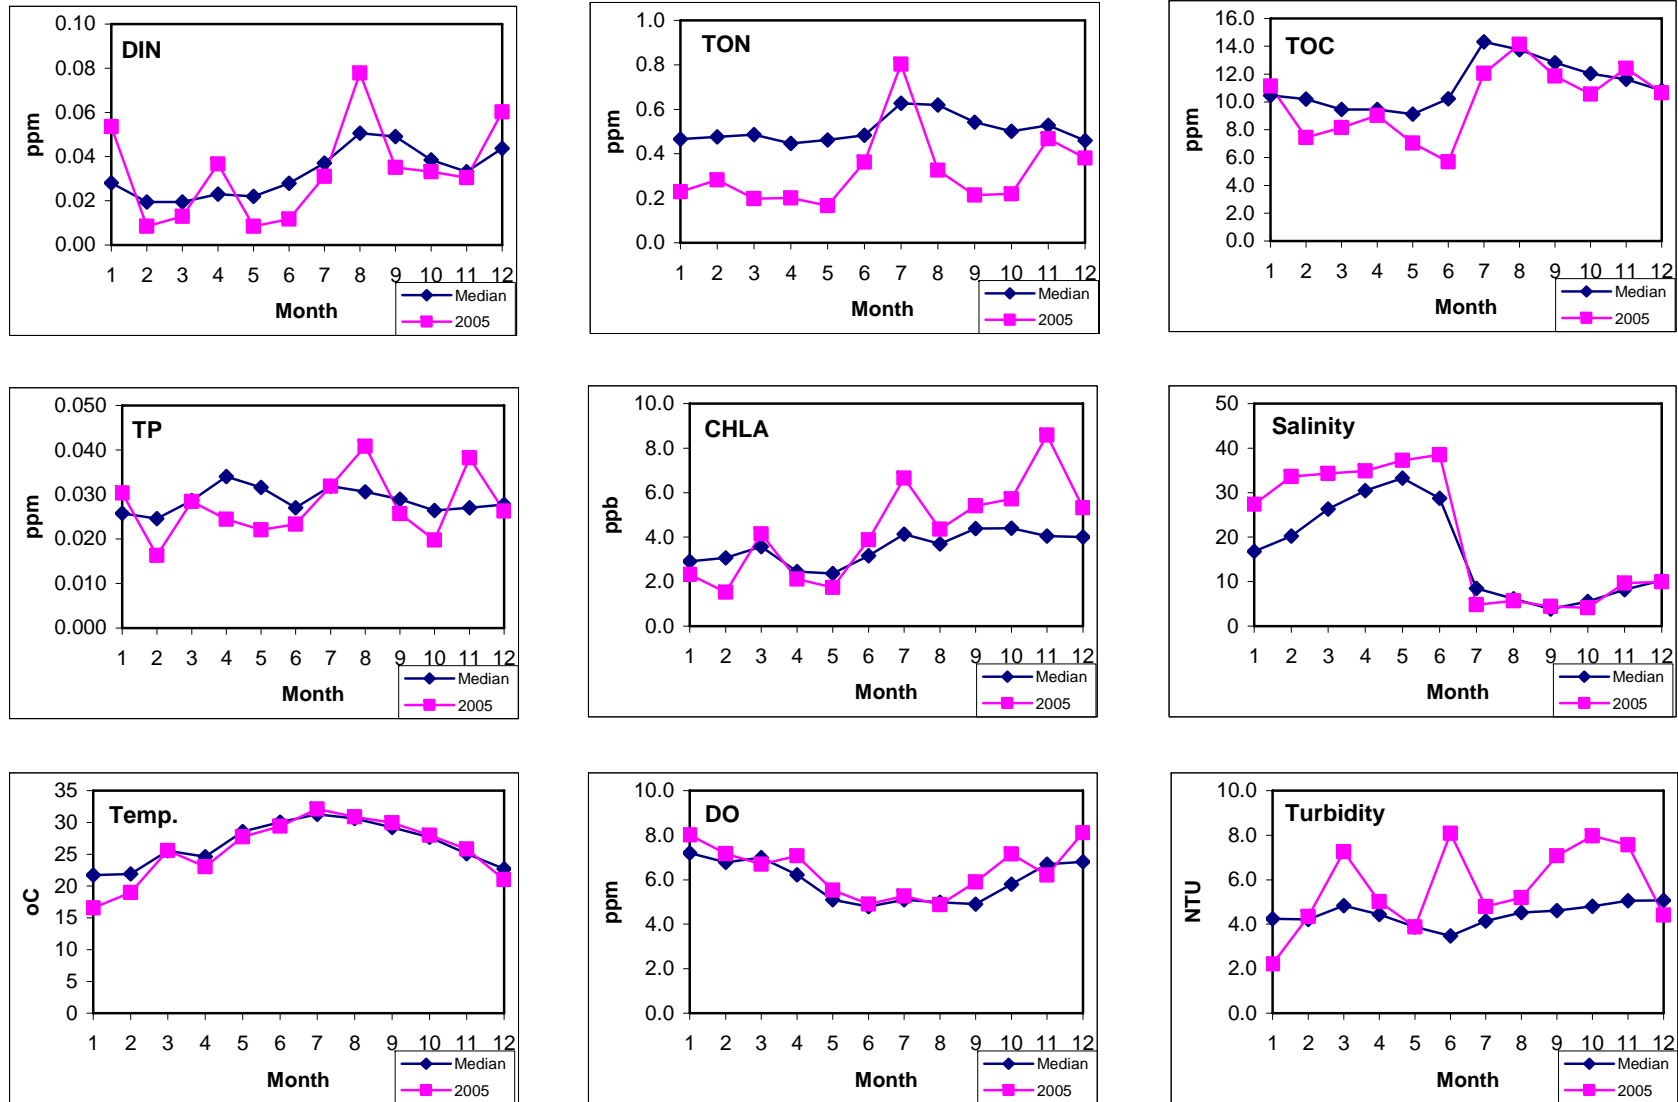 DIN
ppm
0.10
0.08
0.06
0.04
0.02
0.00
1 2 3 4 5 6 7 8 9 10 11 12
Month
Median
2005
TON
ppm
1.0
0.8
0.6
0.4
0.2
0.0
1 2 3 4 5 6 7 8 9 10 11 12
Month
Median
2005
TOC
ppm
16.0
14.0
12.0
10.0
8.0
6.0
4.0
2.0
0.0
1 2 3 4 5 6 7 8 9 10 11 12
Month
Median
2005
TP
ppm
0.050
0.040
0.030
0.020
0.010
0.000
1 2 3 4 5 6 7 8 9 10 11 12
Month
Median
2005
CHLA
ppb
10.0
8.0
6.0
4.0
2.0
0.0
1 2 3 4 5 6 7 8 9 10 11 12
Month
Median
2005
Salinity
50
40
30
20
10
0
1 2 3 4 5 6 7 8 9 10 11 12
Month
Median
2005
Temp.
oC
35
30
25
20
15
10
5
0
1 2 3 4 5 6 7 8 9 10 11 12
Month
Median
2005
DO
ppm
10.0
8.0
6.0
4.0
2.0
0.0
1 2 3 4 5 6 7 8 9 10 11 12
Month
Median
2005
Turbidity
NTU
10.0
8.0
6.0
4.0
2.0
0.0
1 2 3 4 5 6 7 8 9 10 11 12
Month
Median
2005